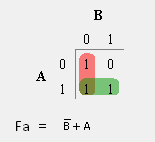 B
0 1
0 1 0
A
1 1 1
Fa = B̅+A